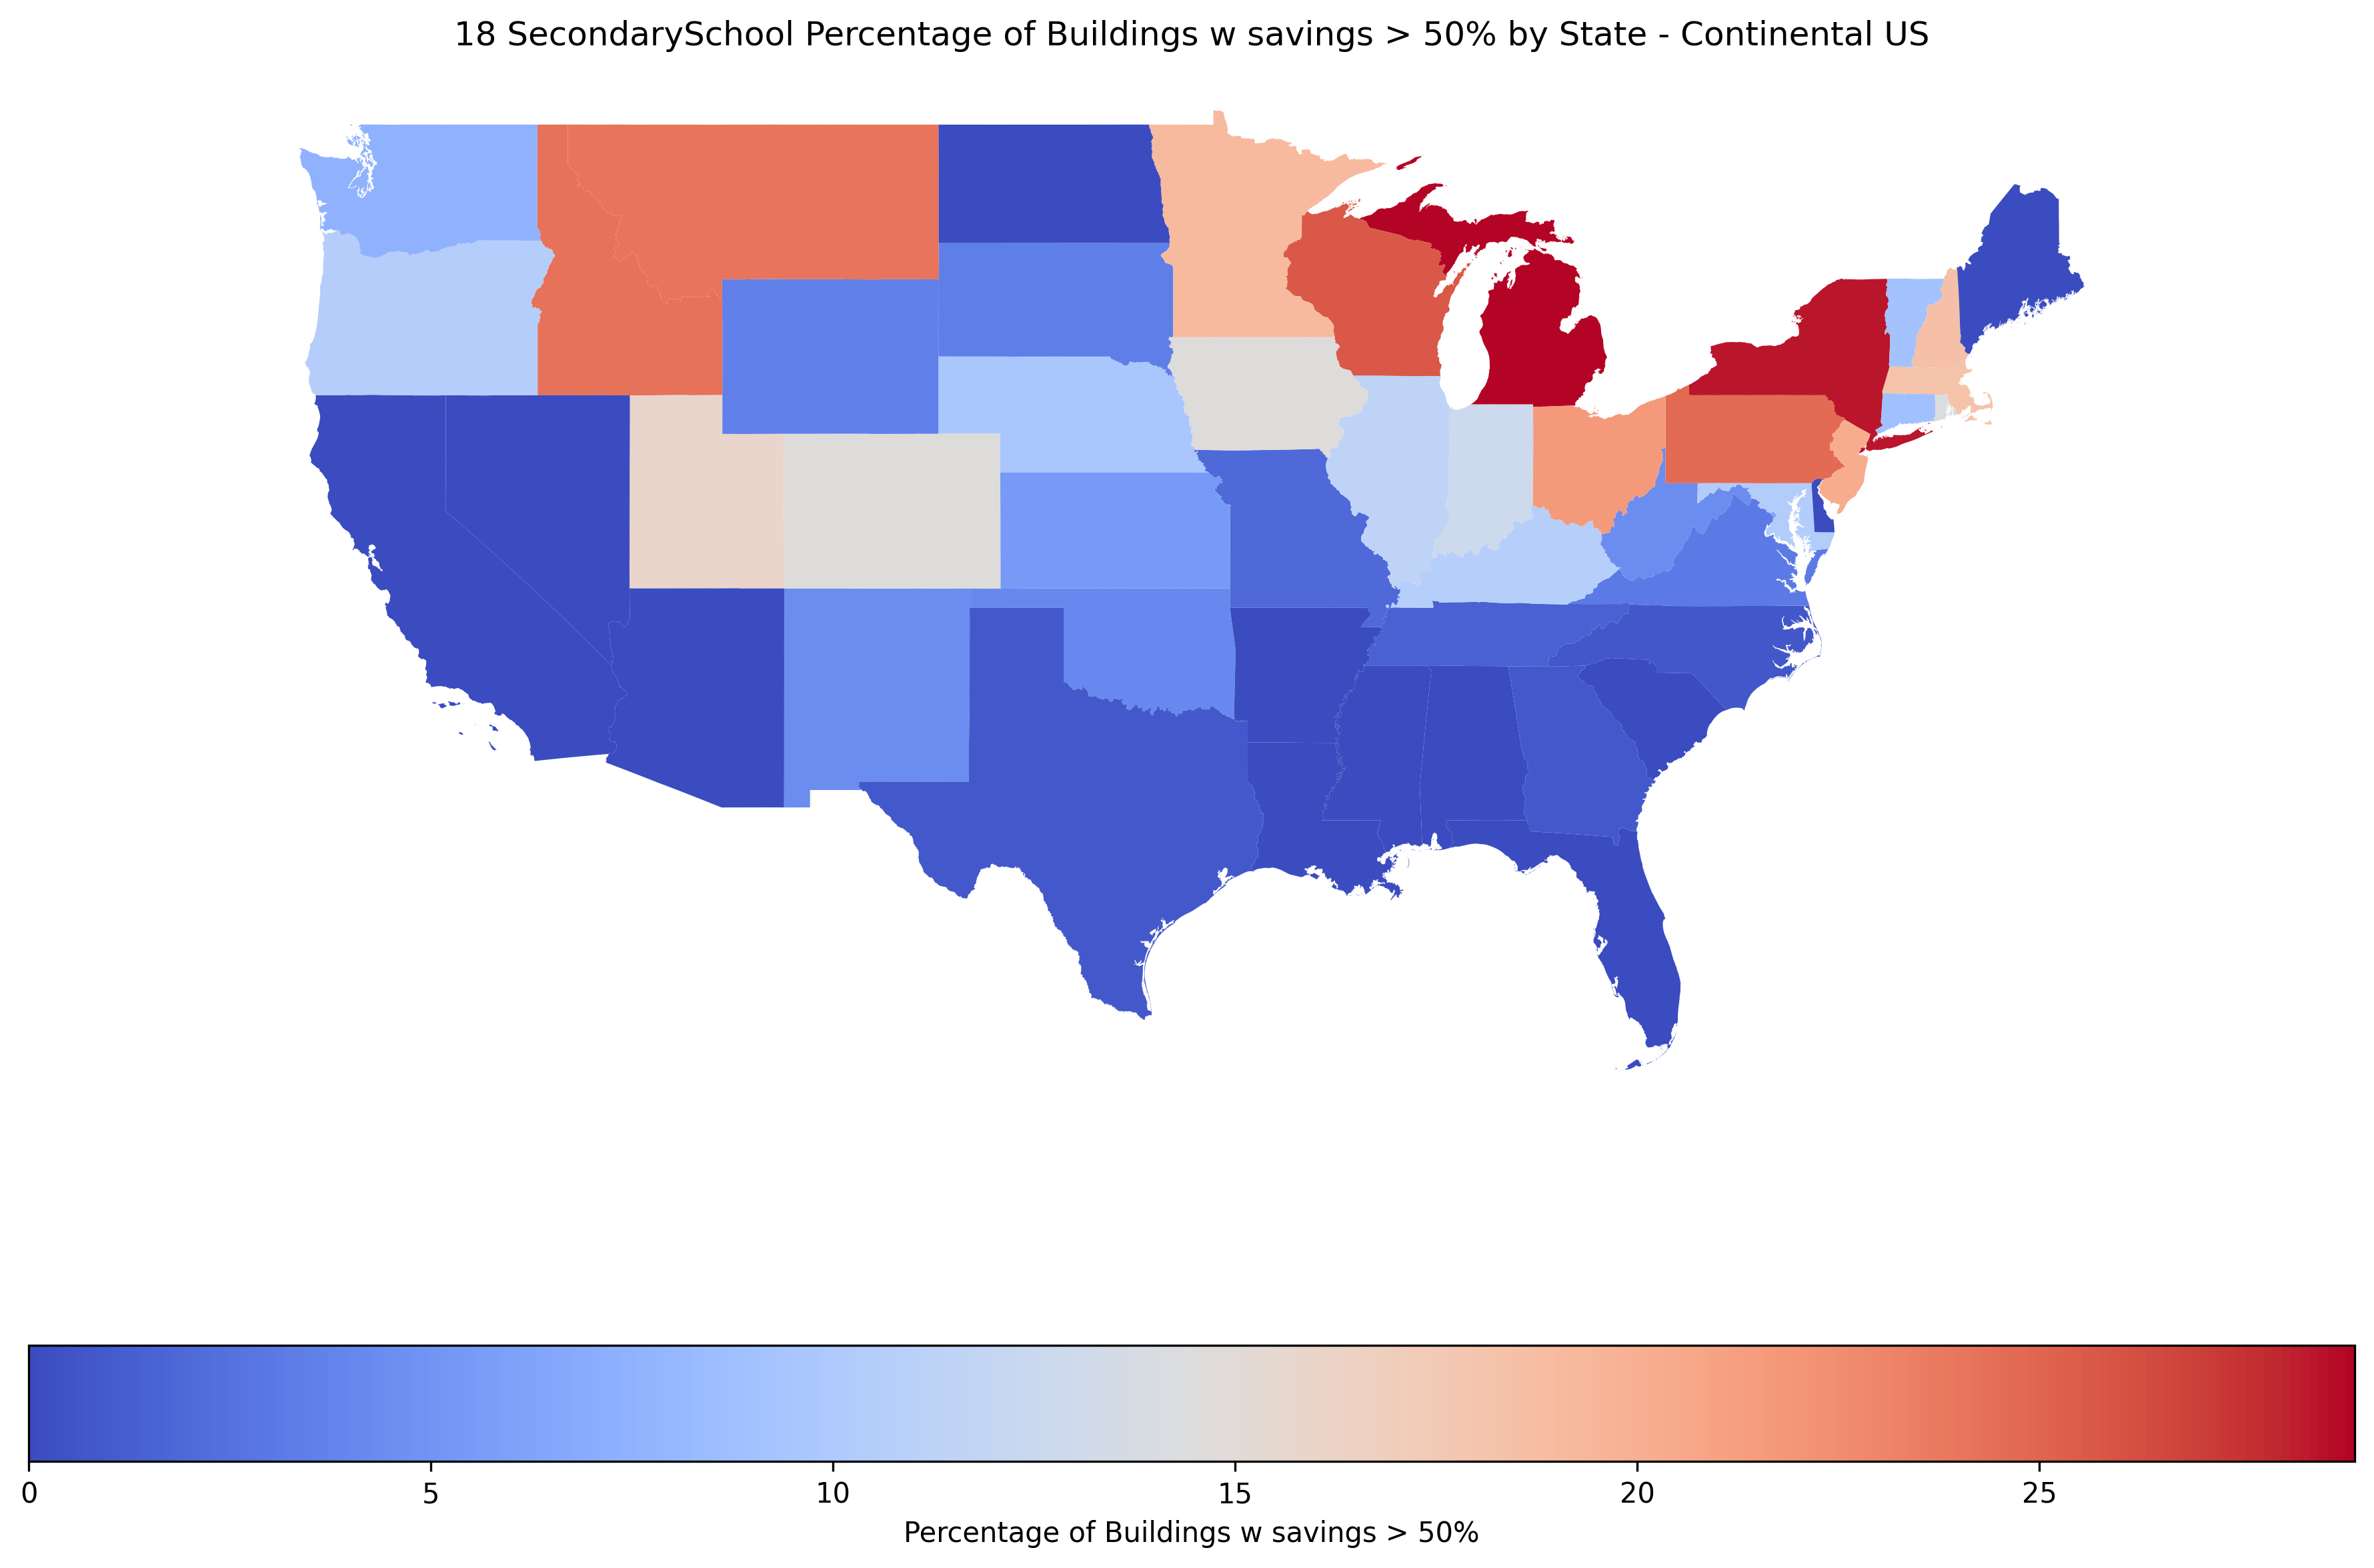 18 SecondarySchool Percentage of Buildings w savings > 50% by State - Continental US
0 5 10 15 20 25
Percentage of Buildings w savings > 50%